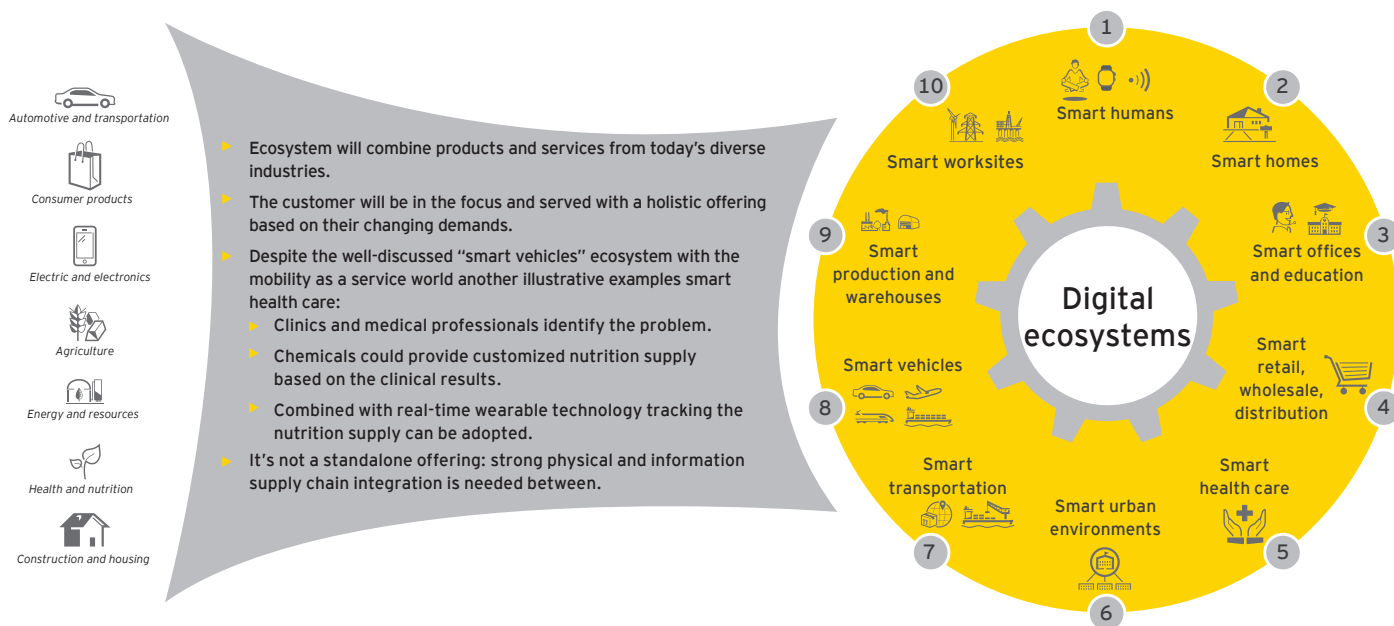 Automotive and transportation
Consumer products
Electric and electronics
Agriculture
Energy and resources
Health and nutrition
Construction and housing
Ecosystem will combine products and services from today's diverse
industries.
The customer will be in the focus and served with a holistic offering
based on their changing demands.
Despite the well-discussed “smart vehicles” ecosystem with the
mobility as a service world another illustrative examples smart
health care:
Clinics and medical professionals identify the problem.
Chemicals could provide customized nutrition supply
based on the clinical results.
Combined with real-time wearable technology tracking the
nutrition supply can be adopted.
It's not a standalone offering: strong physical and information
supply chain integration is needed between.
Digital
ecosystems
1
Smart humans
2
Smart homes
3
Smart offices
and education
4
Smart
retail,
wholesale,
distribution
5
Smart
health care
6
Smart urban
environments
7
Smart
transportation
8
Smart vehicles
9
Smart
production and
warehouses
10
Smart worksites